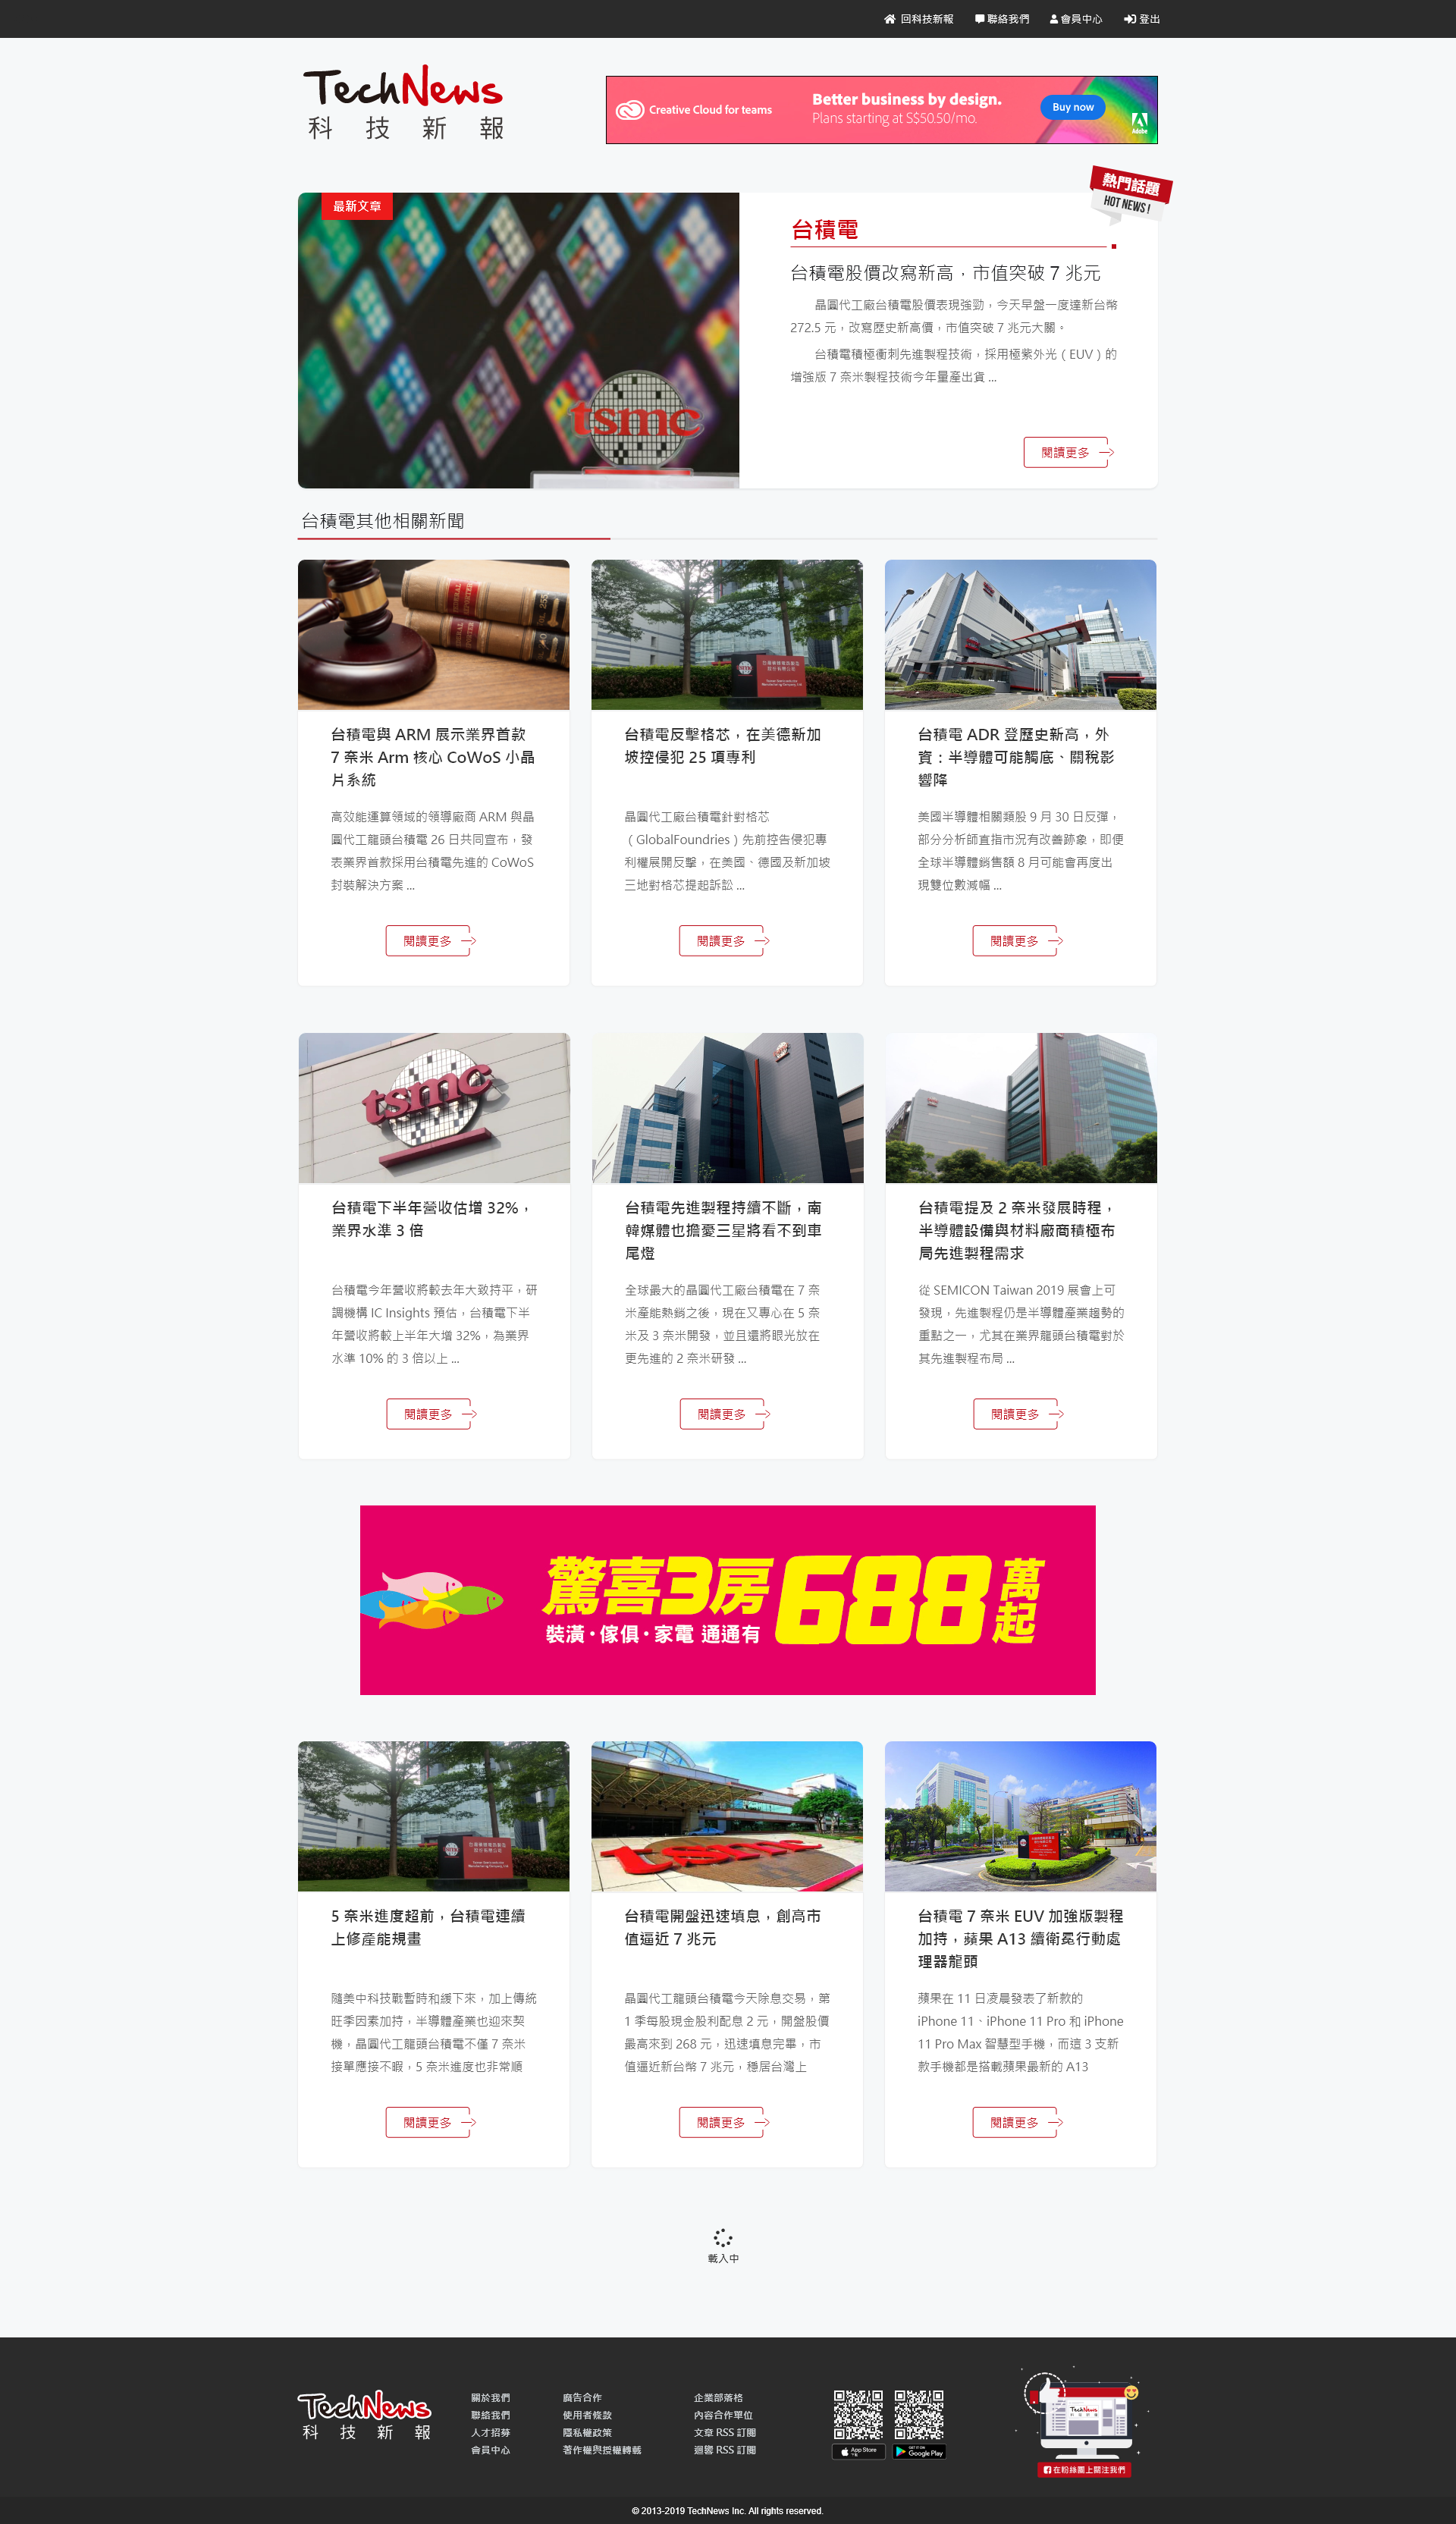 回科技新報 聯絡我們 會員中心 登出
TechNews
科技新報
Creative Cloud for teams
Better business by design.
Plans starting at S$50.50/mo.
Buy now
Adobe
熱門話題
HOT NEWS!
最新文章
tsmc
台積電
台積電股價改寫新高，市值突破 7 兆元
晶圓代工廠台積電股價表現強勁，今天早盤一度達新台幣
272.5 元，改寫歷史新高價，市值突破 7 兆元大關。
台積電積極衝刺先進製程技術，採用極紫外光（EUV）的
增強版 7 奈米製程技術今年量產出貨 ...
閱讀更多
台積電其他相關新聞
台積電與 ARM 展示業界首款
7 奈米 Arm 核心 CoWoS 小晶
片系統
高效能運算領域的領導廠商 ARM 與晶
圓代工龍頭台積電 26 日共同宣布，發
表業界首款採用台積電先進的 CoWoS
封裝解決方案 ...
閱讀更多
台積電反擊格芯，在美德新加
坡控侵犯 25 項專利
晶圓代工廠台積電針對格芯
（GlobalFoundries）先前控告侵犯專
利權展開反擊，在美國、德國及新加坡
三地對格芯提起訴訟 ...
閱讀更多
台積電 ADR 登歷史新高，外
資：半導體可能觸底、關稅影
響降
美國半導體相關類股 9 月 30 日反彈，
部分分析師直指市況有改善跡象，即便
全球半導體銷售額 8 月可能會再度出
現雙位數減幅 ...
閱讀更多
tsmc
台積電下半年營收估增 32%，
業界水準 3 倍
台積電今年營收將較去年大致持平，研
調機構 IC Insights 預估，台積電下半
年營收將較上半年大增 32%，為業界
水準 10% 的 3 倍以上 ...
閱讀更多
台積電先進製程持續不斷，南
韓媒體也擔憂三星將看不到車
尾燈
全球最大的晶圓代工廠台積電在 7 奈
米產能熱銷之後，現在又專心在 5 奈
米及 3 奈米開發，並且還將眼光放在
更先進的 2 奈米研發 ...
閱讀更多
台積電提及 2 奈米發展時程，
半導體設備與材料廠商積極布
局先進製程需求
從 SEMICON Taiwan 2019 展會上可
發現，先進製程仍是半導體產業趨勢的
重點之一，尤其在業界龍頭台積電對於
其先進製程布局 ...
閱讀更多
驚喜3房688萬起
裝潢·傢俱·家電 通通有
5 奈米進度超前，台積電連續
上修產能規畫
隨美中科技戰暫時和緩下來，加上傳統
旺季因素加持，半導體產業也迎來契
機，晶圓代工龍頭台積電不僅 7 奈米
接單應接不暇，5 奈米進度也非常順
閱讀更多
台積電開盤迅速填息，創高市
值逼近 7 兆元
晶圓代工龍頭台積電今天除息交易，第
1 季每股現金股利配息 2 元，開盤股價
最高來到 268 元，迅速填息完畢，市
值逼近新台幣 7 兆元，穩居台灣上
閱讀更多
台積電 7 奈米 EUV 加強版製程
加持，蘋果 A13 續衛冕行動處
理器龍頭
蘋果在 11 日凌晨發表了新款的
iPhone 11、iPhone 11 Pro 和 iPhone
11 Pro Max 智慧型手機，而這 3 支新
款手機都是搭載蘋果最新的 A13
閱讀更多
載入中
TechNews
科技新報
關於我們
聯絡我們
人才招募
會員中心
廣告合作
使用者條款
隱私權政策
著作權與授權轉載
企業部落格
內容合作單位
文章 RSS 訂閱
迴響 RSS 訂閱
App Store
GET IT ON
Google Play
TechNews
在粉絲團上關注我們
© 2013-2019 TechNews Inc. All rights reserved.